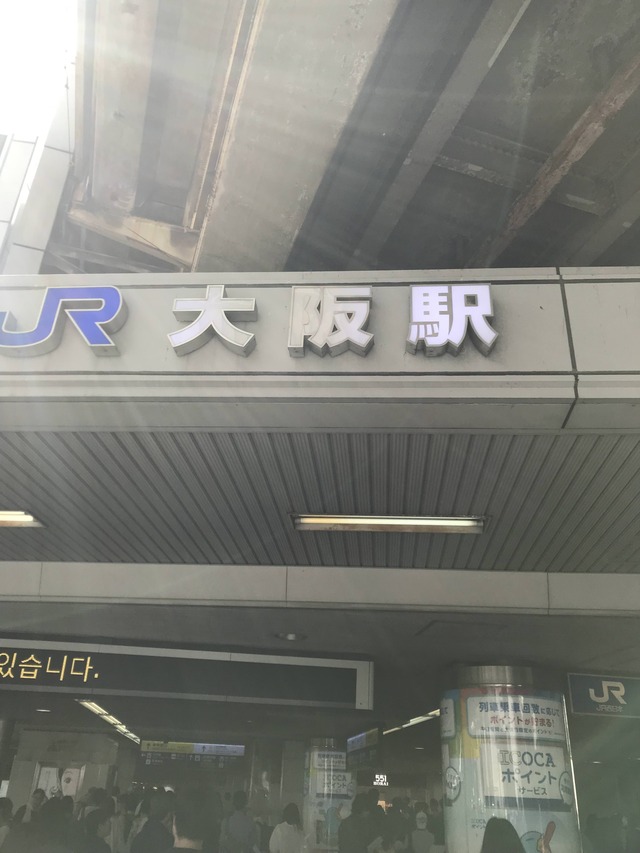 JR 大阪駅
있습니다.
JR
列車乗車回数に応じて
ポイントが貯まる!
ICOCA
ポイント
サービス
551